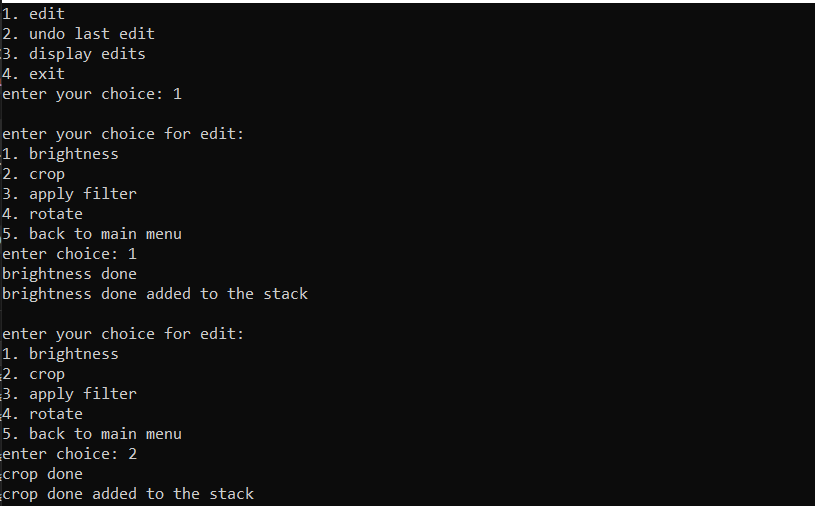 1. edit
2. undo last edit
3. display edits
4. exit
enter your choice: 1
enter your choice for edit:
1. brightness
2. crop
3. apply filter
4. rotate
5. back to main menu
enter choice: 1
brightness done
brightness done added to the stack
enter your choice for edit:
1. brightness
2. crop
3. apply filter
4. rotate
5. back to main menu
enter choice: 2
crop done
crop done added to the stack